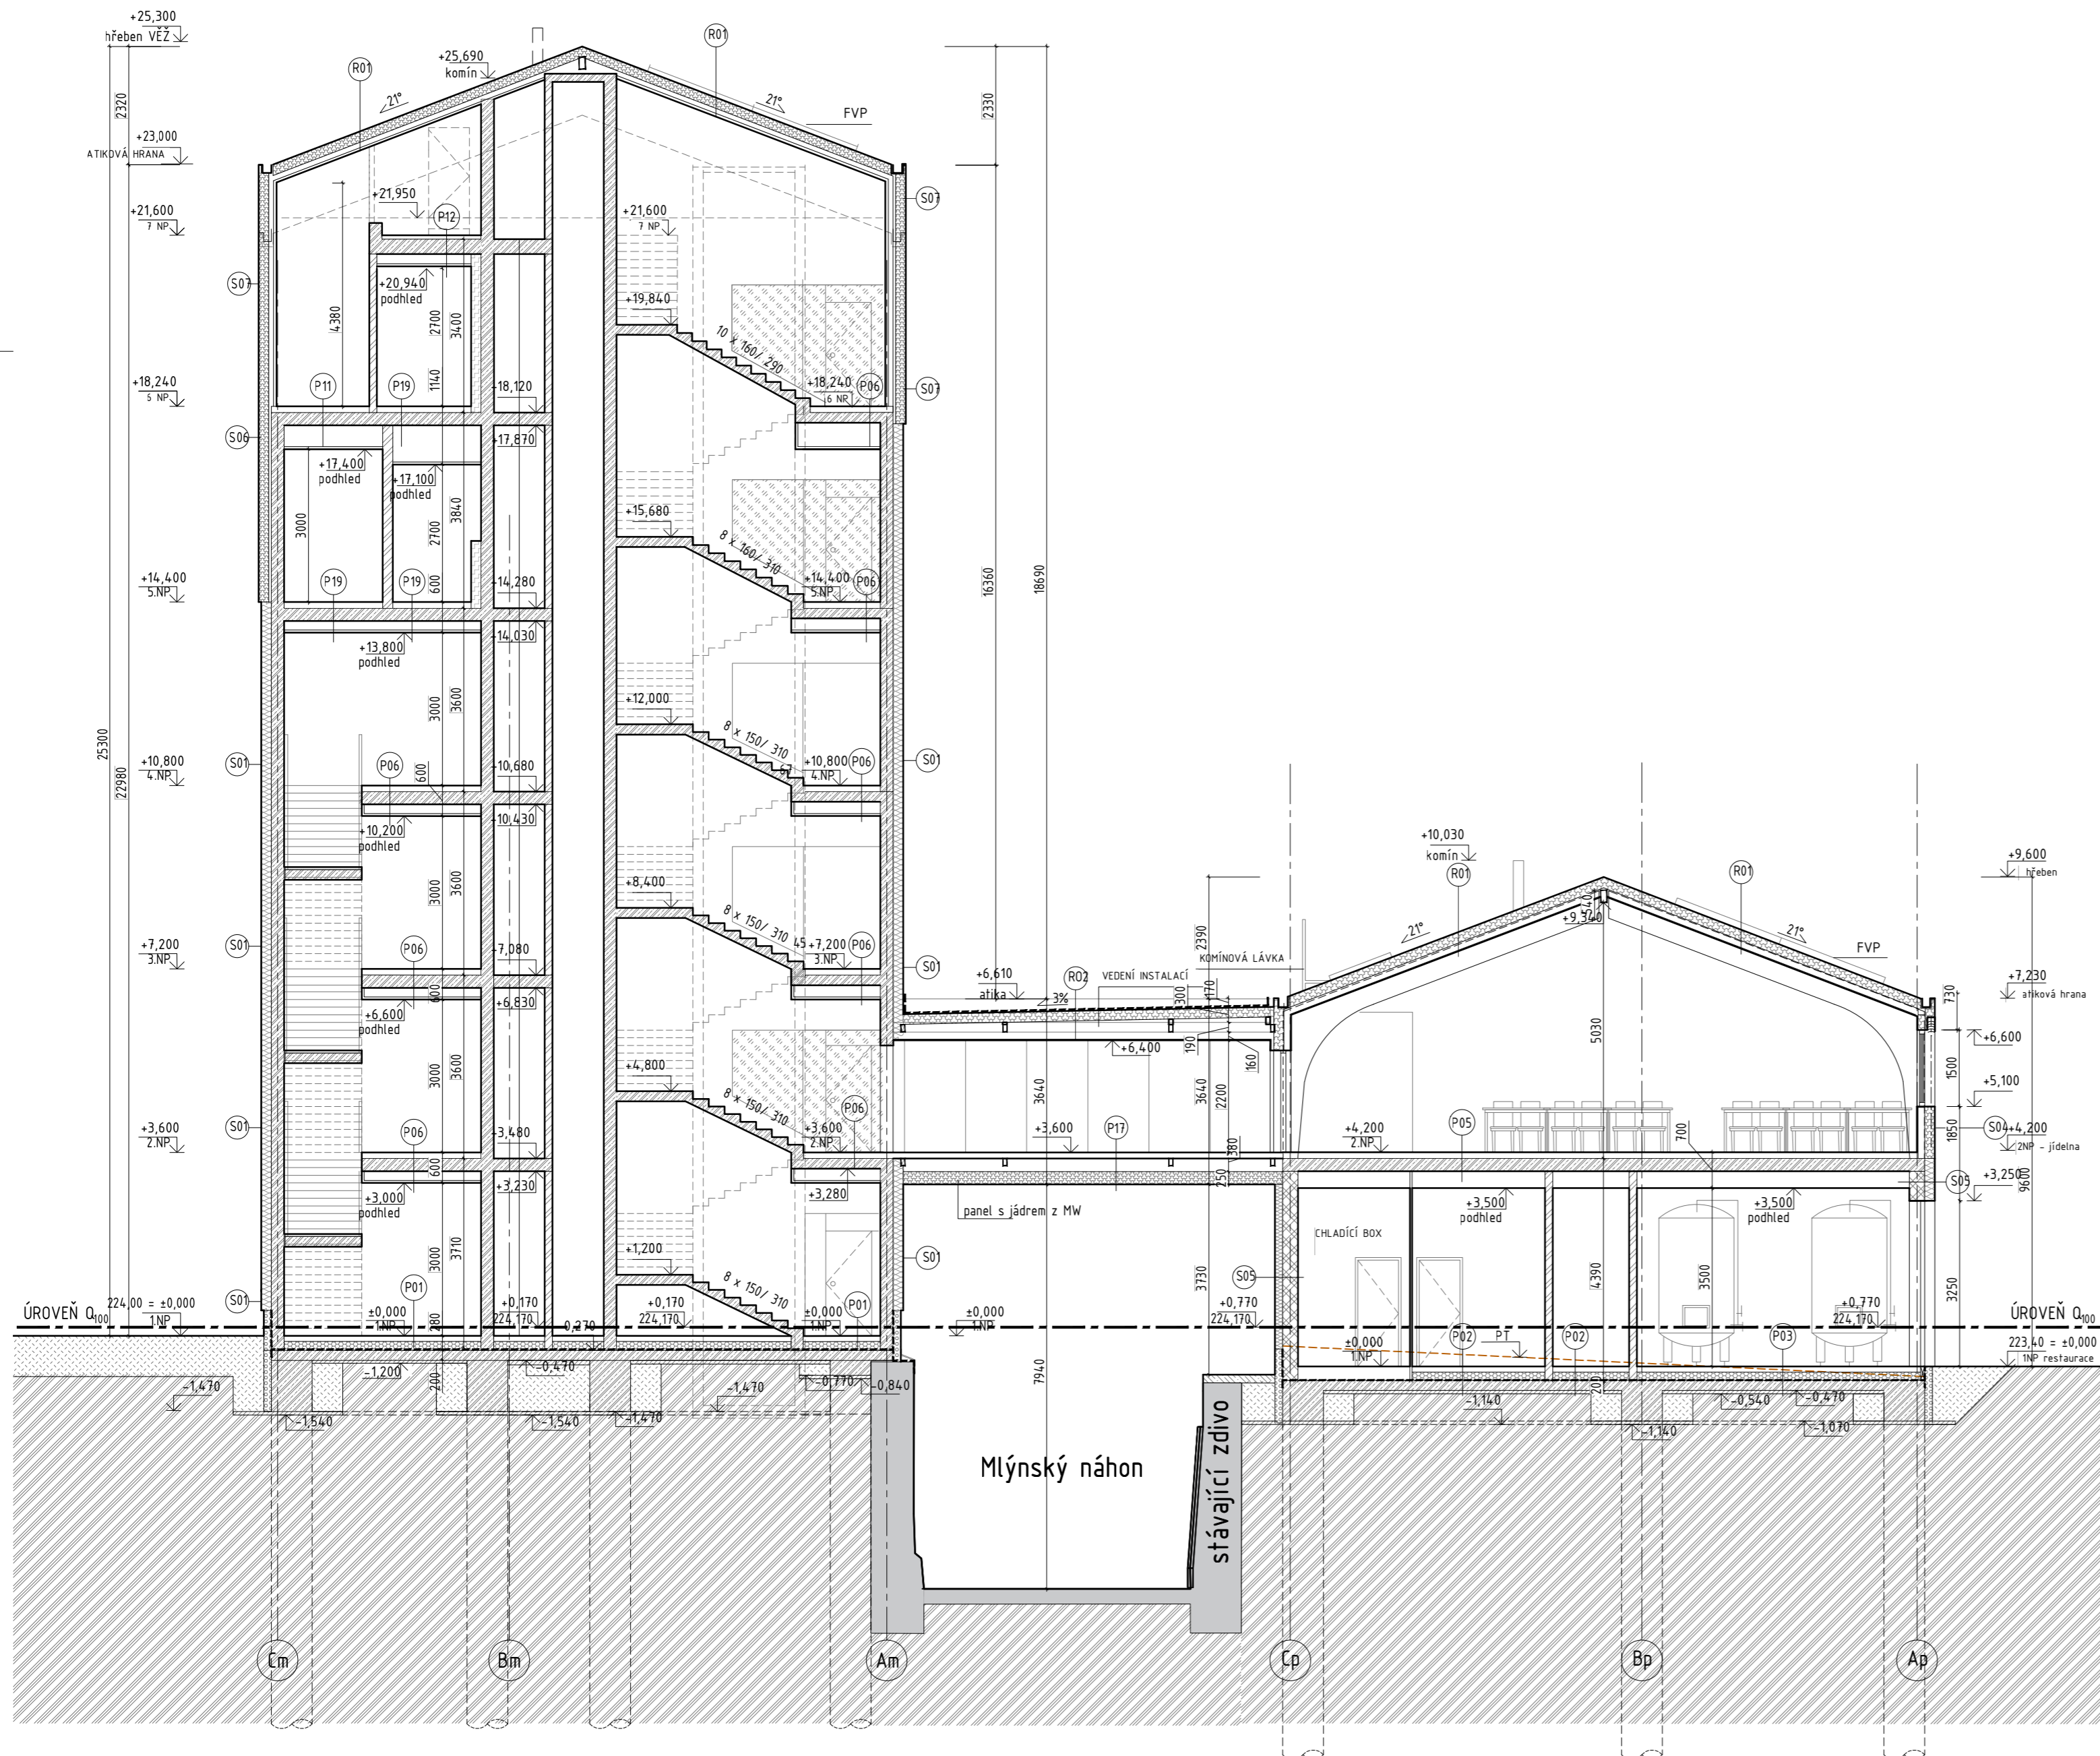 +25,300
hřeben VĚŽ
R01
+25,690
komín
R01
2320
21°
21°
FVP
2330
+23,000
ATIKOVÁ HRANA
+21,950
S07
P12
+21,600
7 NP
+21,600
7 NP
S07
+20,940
podhled
+19,840
4380
2700
3400
10 x 160/ 290
1140
+18,240
6 NP
P11
P19
18,120
+18,240
6 NP
P06
S07
S06
17,870
+17,400
podhled
+17,100
podhled
3000
2700
3840
+15,680
8 x 160/ 310
16360
18690
+14,400
5.NP
P19
P19
600
14,280
+14,400
5.NP
P06
14,030
+13,800
podhled
3000
3600
+12,000
8 x 150/ 310
25300
22980
+10,800
4.NP
S01
P06
600
10,680
67
+10,800
4.NP
P06
S01
10,430
+10,200
podhled
+10,030
komín
R01
R01
+9,600
hřeben
3000
3600
+8,400
8 x 150/ 310
540
+9,340
21°
21°
FVP
+7,200
3.NP
S01
P06
7,080
45
+7,200
3.NP
P06
S01
2390
KOMÍNOVÁ LÁVKA
600
+6,830
+6,610
atika
R02
VEDENÍ INSTALACÍ
3%
300
170
+7,230
atiková hrana
730
+6,600
podhled
+6,400
190
160
5030
+6,600
1500
3000
3600
+4,800
8 x 150/ 310
3640
3640
2200
+5,100
+3,600
2.NP
S01
P06
3,480
P06
+3,600
2.NP
+3,600
P17
+4,200
2.NP
P05
700
1850
S04
+4,200
2NP - jídelna
600
+3,230
+3,280
380
250
+3,250
9600
S05
+3,000
podhled
panel s jádrem z MW
+3,500
podhled
+3,500
podhled
CHLADÍCÍ BOX
3000
3710
+1,200
8 x 150/ 310
S01
3730
S05
4390
3500
3250
S01
P01
P01
ÚROVEŇ Q100
224,00 = ±0,000
1.NP
±0,000
1.NP
280
+0,170
224,170
-0,270
+0,170
224,170
±0,000
1.NP
±0,000
1.NP
+0,770
224,170
±0,000
1.NP
P02
PT
P02
P03
+0,770
224,170
ÚROVEŇ Q100
223,40 = ±0,000
1NP restaurace
-1,470
-1,200
200
-0,470
-1,470
-0,770
-0,840
-1,140
200
-0,540
-0,470
-1,540
-1,540
-1,470
-1,140
-1,070
7940
Mlýnský náhon
stávající zdivo
Cm
Bm
Am
Cp
Bp
Ap